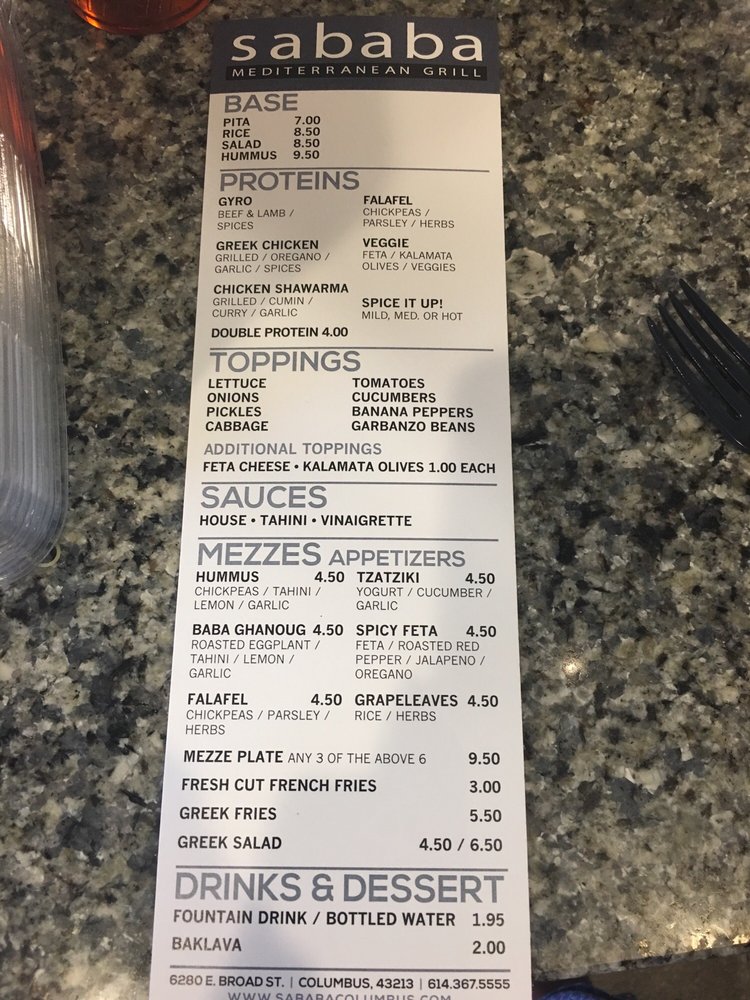 sababa
MEDITERRANEAN GRILL
BASE
PITA 7.00
RICE 8.50
SALAD 8.50
HUMMUS 9.50
PROTEINS
GYRO
BEEF & LAMB /
SPICES
FALAFEL
CHICKPEAS /
PARSLEY / HERBS
GREEK CHICKEN
GRILLED / OREGANO /
GARLIC / SPICES
VEGGIE
FETA / KALAMATA
OLIVES / VEGGIES
CHICKEN SHAWARMA
GRILLED / CUMIN /
CURRY / GARLIC
SPICE IT UP!
MILD, MED. OR HOT
DOUBLE PROTEIN 4.00
TOPPINGS
LETTUCE
ONIONS
PICKLES
CABBAGE
TOMATOES
CUCUMBERS
BANANA PEPPERS
GARBANZO BEANS
ADDITIONAL TOPPINGS
FETA CHEESE • KALAMATA OLIVES 1.00 EACH
SAUCES
HOUSE • TAHINI • VINAIGRETTE
MEZZES APPETIZERS
HUMMUS 4.50
CHICKPEAS / TAHINI /
LEMON / GARLIC
TZATZIKI 4.50
YOGURT / CUCUMBER /
GARLIC
BABA GHANOUG 4.50
ROASTED EGGPLANT /
TAHINI / LEMON /
GARLIC
SPICY FETA 4.50
FETA / ROASTED RED
PEPPER / JALAPENO /
OREGANO
FALAFEL 4.50
CHICKPEAS / PARSLEY /
HERBS
GRAPELEAVES 4.50
RICE / HERBS
MEZZE PLATE ANY 3 OF THE ABOVE 6 9.50
FRESH CUT FRENCH FRIES 3.00
GREEK FRIES 5.50
GREEK SALAD 4.50 / 6.50
DRINKS & DESSERT
FOUNTAIN DRINK / BOTTLED WATER 1.95
BAKLAVA 2.00
6280 E. BROAD ST. | COLUMBUS, 43213 | 614.367.5555
WWW.SABABACOLUMBUS.COM